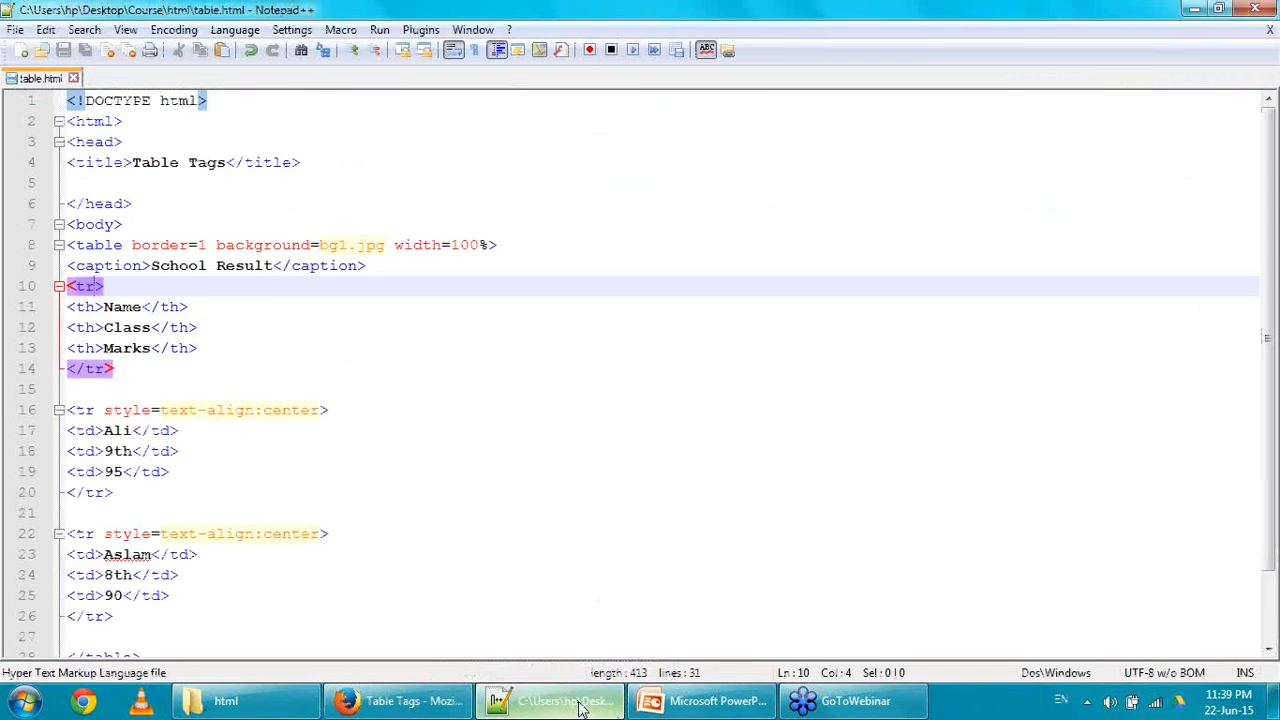 C:\Users\hp\Desktop\Course\html\table.html - Notepad++
File Edit Search View Encoding Language Settings Macro Run Plugins Window ? X
ABC
table.html
1 <!DOCTYPE html>
2 <html>
3 <head>
4 <title>Table Tags</title>
5
6 </head>
7 <body>
8 <table border=1 background=bg1.jpg width=100%>
9 <caption>School Result</caption>
10 <tr>
11 <th>Name</th>
12 <th>Class</th>
13 <th>Marks</th>
14 </tr>
15
16 <tr style=text-align:center>
17 <td>Ali</td>
18 <td>9th</td>
19 <td>95</td>
20 </tr>
21
22 <tr style=text-align:center>
23 <td>Aslam</td>
24 <td>8th</td>
25 <td>90</td>
26 </tr>
27
28 </table>
Hyper Text Markup Language file length : 413 lines : 31 Ln : 10 Col : 4 Sel : 0 | 0 Dos\Windows UTF-8 w/o BOM INS
html Table Tags - Mozi... C:\Users\hp\Desk... Microsoft PowerP... GoToWebinar EN 11:39 PM
22-Jun-15